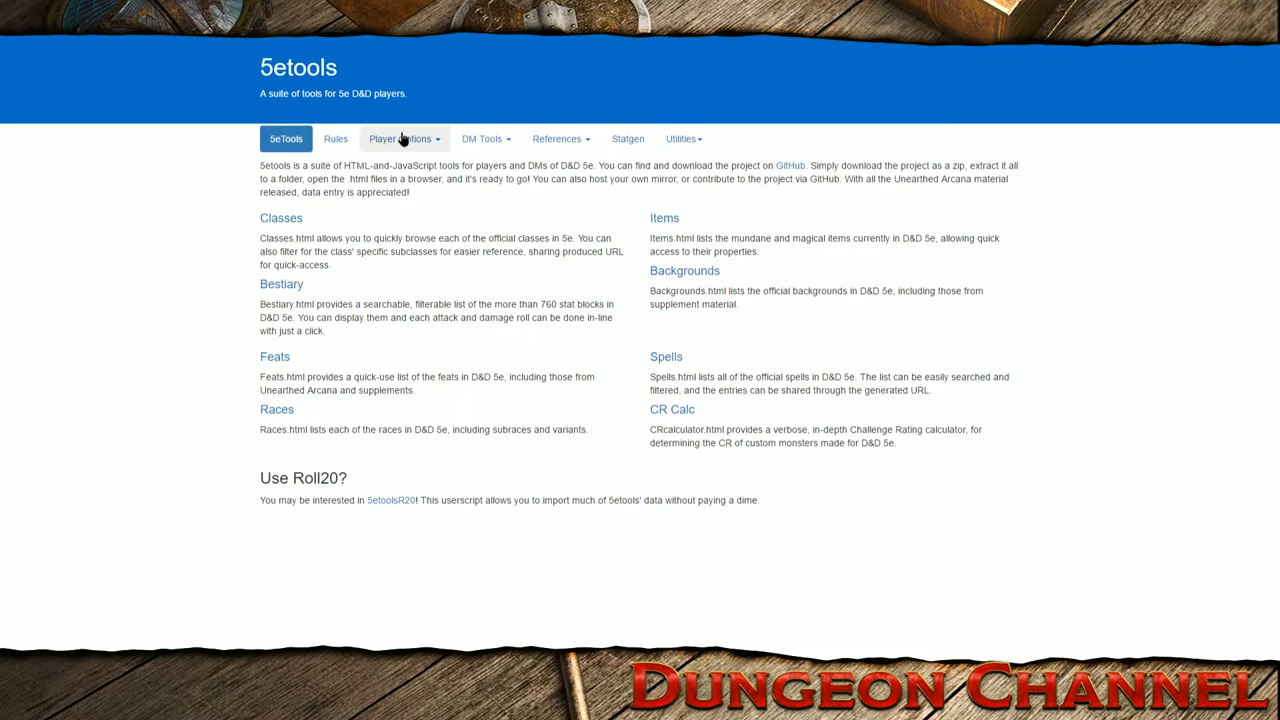 5etools
A suite of tools for 5e D&D players.
5eTools Rules Player Options DM Tools References Statgen Utilities
5etools is a suite of HTML-and-JavaScript tools for players and DMs of D&D 5e. You can find and download the project on GitHub. Simply download the project as a zip, extract it all
to a folder, open the .html files in a browser, and it's ready to go! You can also host your own mirror, or contribute to the project via GitHub. With all the Unearthed Arcana material
released, data entry is appreciated!
Classes
Classes.html allows you to quickly browse each of the official classes in 5e. You can
also filter for the class' specific subclasses for easier reference, sharing produced URL
for quick-access.
Bestiary
Bestiary.html provides a searchable, filterable list of the more than 760 stat blocks in
D&D 5e. You can display them and each attack and damage roll can be done in-line
with just a click.
Feats
Feats.html provides a quick-use list of the feats in D&D 5e, including those from
Unearthed Arcana and supplements.
Races
Races.html lists each of the races in D&D 5e, including subraces and variants.
Items
Items.html lists the mundane and magical items currently in D&D 5e, allowing quick
access to their properties.
Backgrounds
Backgrounds.html lists the official backgrounds in D&D 5e, including those from
supplement material.
Spells
Spells.html lists all of the official spells in D&D 5e. The list can be easily searched and
filtered, and the entries can be shared through the generated URL.
CR Calc
CRcalculator.html provides a verbose, in-depth Challenge Rating calculator, for
determining the CR of custom monsters made for D&D 5e.
Use Roll20?
You may be interested in 5etoolsR20! This userscript allows you to import much of 5etools' data without paying a dime.
DUNGEON CHANNEL